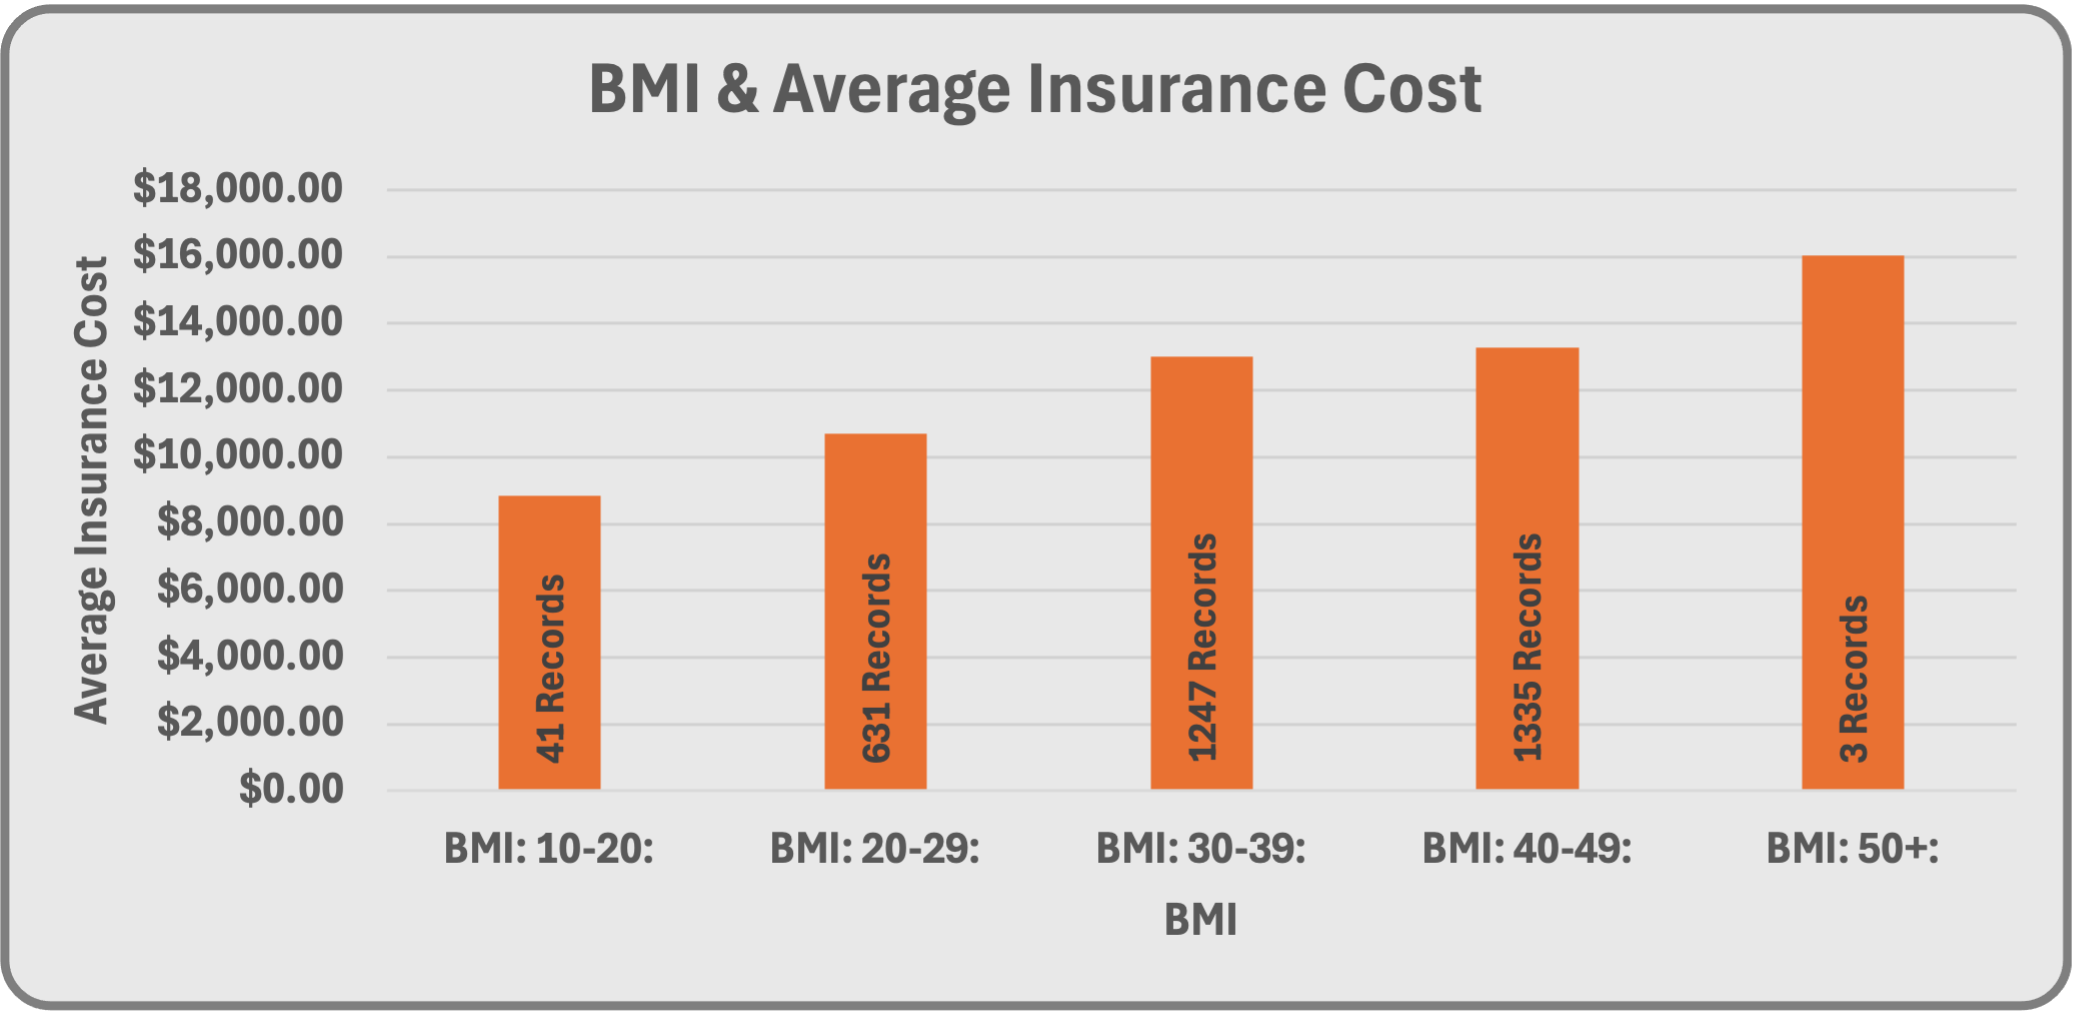 BMI & Average Insurance Cost
Average Insurance Cost
$18,000.00
$16,000.00
$14,000.00
$12,000.00
$10,000.00
$8,000.00
$6,000.00
$4,000.00
$2,000.00
$0.00
41 Records
631 Records
1247 Records
1335 Records
3 Records
BMI: 10-20:
BMI: 20-29:
BMI: 30-39:
BMI: 40-49:
BMI: 50+:
BMI